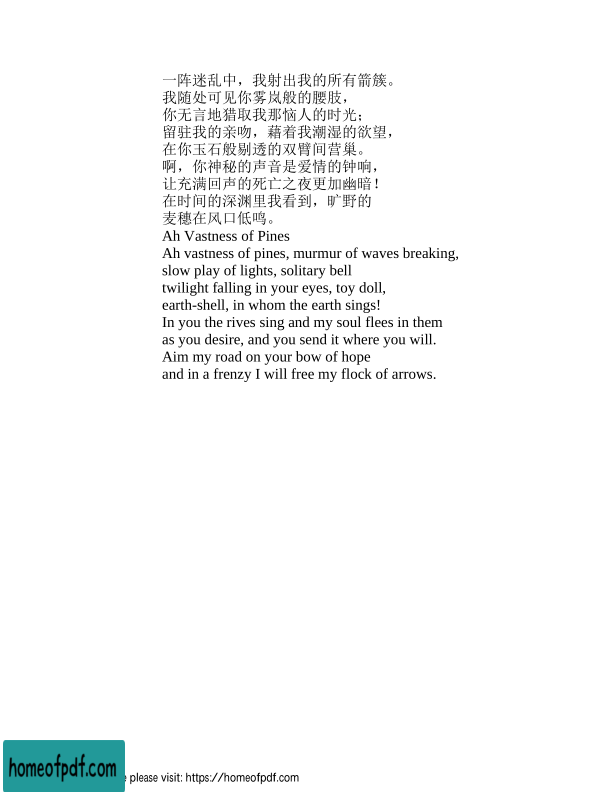 一阵迷乱中，我射出我的所有箭簇。
我随处可见你雾岚般的腰肢，
你无言地猎取我那恼人的时光；
留驻我的亲吻，藉着我潮湿的欲望，
在你玉石般剔透的双臂间营巢。
啊，你神秘的声音是爱情的钟响，
让充满回声的死亡之夜更加幽暗！
在时间的深渊里我看到，旷野的
麦穗在风口低鸣。
Ah Vastness of Pines
Ah vastness of pines, murmur of waves breaking,
slow play of lights, solitary bell
twilight falling in your eyes, toy doll,
earth-shell, in whom the earth sings!
In you the rives sing and my soul flees in them
as you desire, and you send it where you will.
Aim my road on your bow of hope
and in a frenzy I will free my flock of arrows.
homeofpdf.com
please visit: https://homeofpdf.com